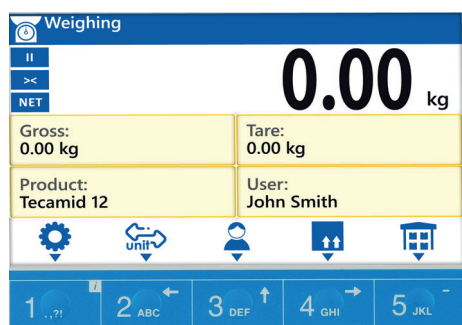 Weighing
II
><
NET
0.00 kg
Gross:
0.00 kg
Tare:
0.00 kg
Product:
Tecamid 12
User:
John Smith
unit
1 .,?! i
2 ABC
3 DEF
4 GHI
5 JKL -